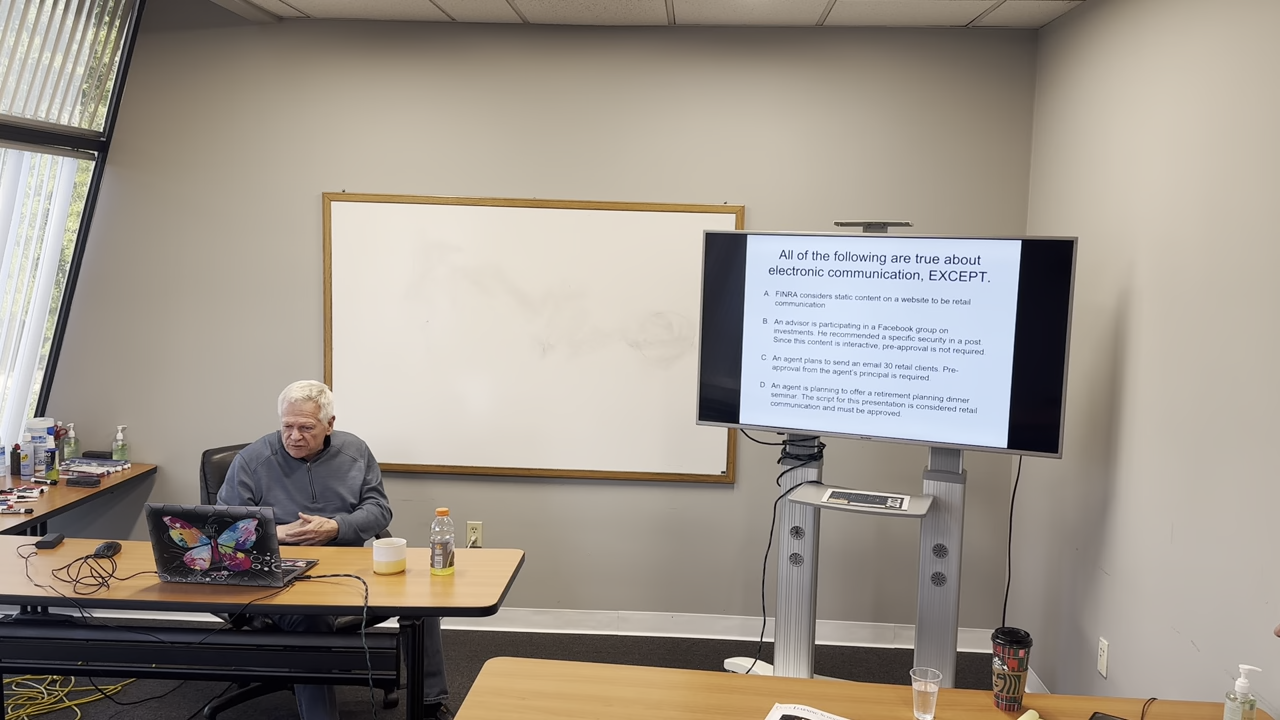 All of the following are true about
electronic communication, EXCEPT.
A FINRA considers static content on a website to be retail
communication
B An advisor is participating in a Facebook group on
investments. He recommended a specific security in a post.
Since this content is interactive, pre-approval is not required.
C. An agent plans to send an email 30 retail clients. Pre-
approval from the agent's principal is required.
D An agent is planning to offer a retirement planning dinner
seminar. The script for this presentation is considered retail
communication and must be approved.